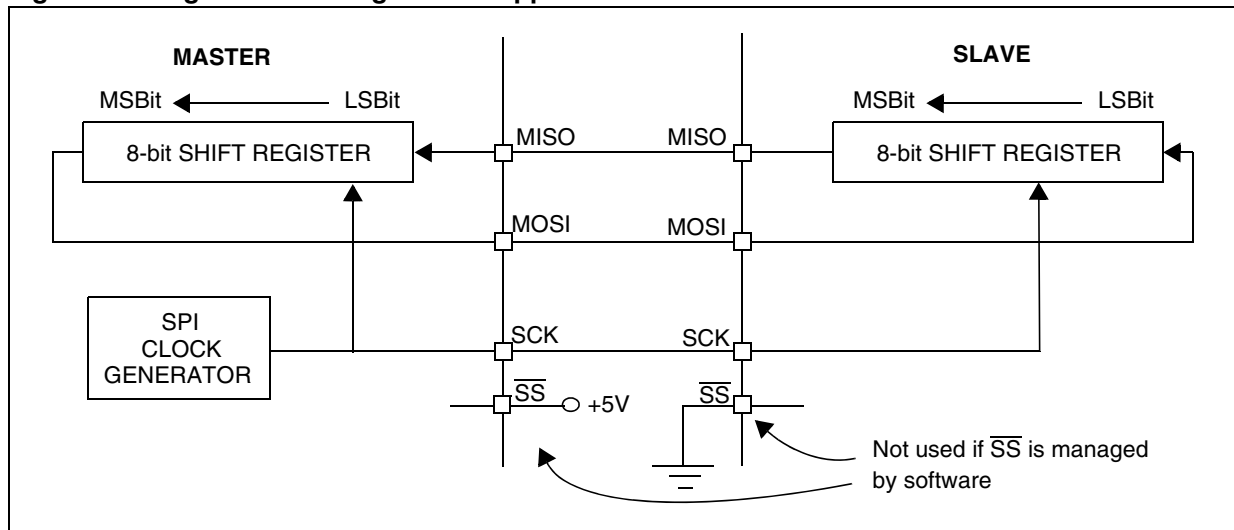 MASTER
SLAVE
MSBit
LSBit
MSBit
LSBit
8-bit SHIFT REGISTER
MISO
MISO
8-bit SHIFT REGISTER
MOSI
MOSI
SPI
CLOCK
GENERATOR
SCK
SCK
SS
+5V
SS
Not used if SS is managed
by software